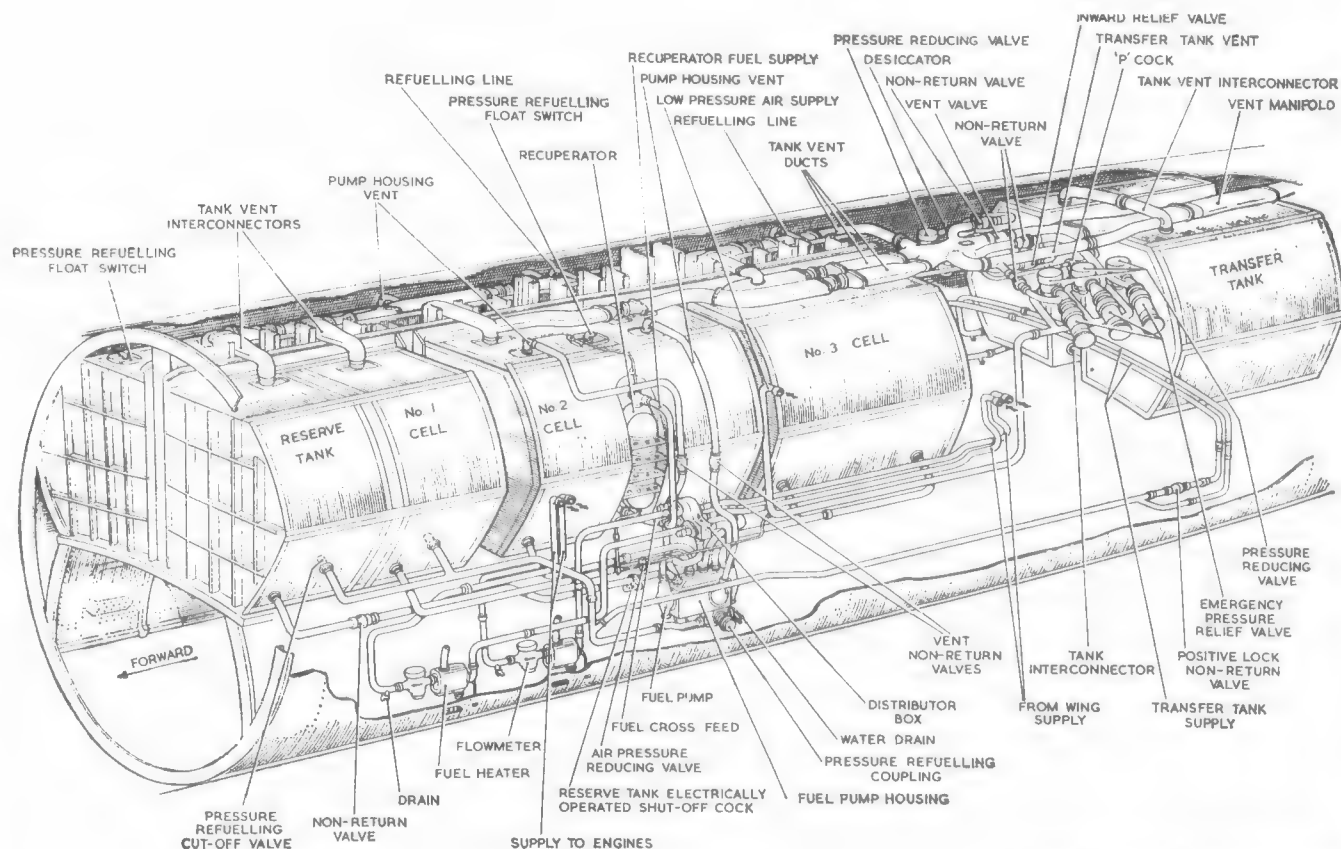 INWARD RELIEF VALVE
PRESSURE REDUCING VALVE
TRANSFER TANK VENT
RECUPERATOR FUEL SUPPLY
DESICCATOR
'P' COCK
REFUELLING LINE
PUMP HOUSING VENT
NON-RETURN VALVE
TANK VENT INTERCONNECTOR
PRESSURE REFUELLING
FLOAT SWITCH
LOW PRESSURE AIR SUPPLY
VENT VALVE
VENT MANIFOLD
REFUELLING LINE
NON-RETURN
VALVE
RECUPERATOR
TANK VENT
DUCTS
PUMP HOUSING
VENT
TANK VENT
INTERCONNECTORS
PRESSURE REFUELLING
FLOAT SWITCH
TRANSFER
TANK
No. 3 CELL
No. 1
CELL
No. 2
CELL
RESERVE
TANK
FORWARD
PRESSURE
REDUCING
VALVE
EMERGENCY
PRESSURE
RELIEF VALVE
VENT
NON-RETURN
VALVES
TANK
INTERCONNECTOR
POSITIVE LOCK
NON-RETURN
VALVE
FUEL PUMP
DISTRIBUTOR
BOX
FROM WING
SUPPLY
TRANSFER TANK
SUPPLY
FUEL CROSS FEED
WATER DRAIN
FLOWMETER
AIR PRESSURE
REDUCING VALVE
PRESSURE REFUELLING
COUPLING
FUEL HEATER
RESERVE TANK ELECTRICALLY
OPERATED SHUT-OFF COCK
FUEL PUMP HOUSING
DRAIN
PRESSURE
REFUELLING
CUT-OFF VALVE
NON-RETURN
VALVE
SUPPLY TO ENGINES